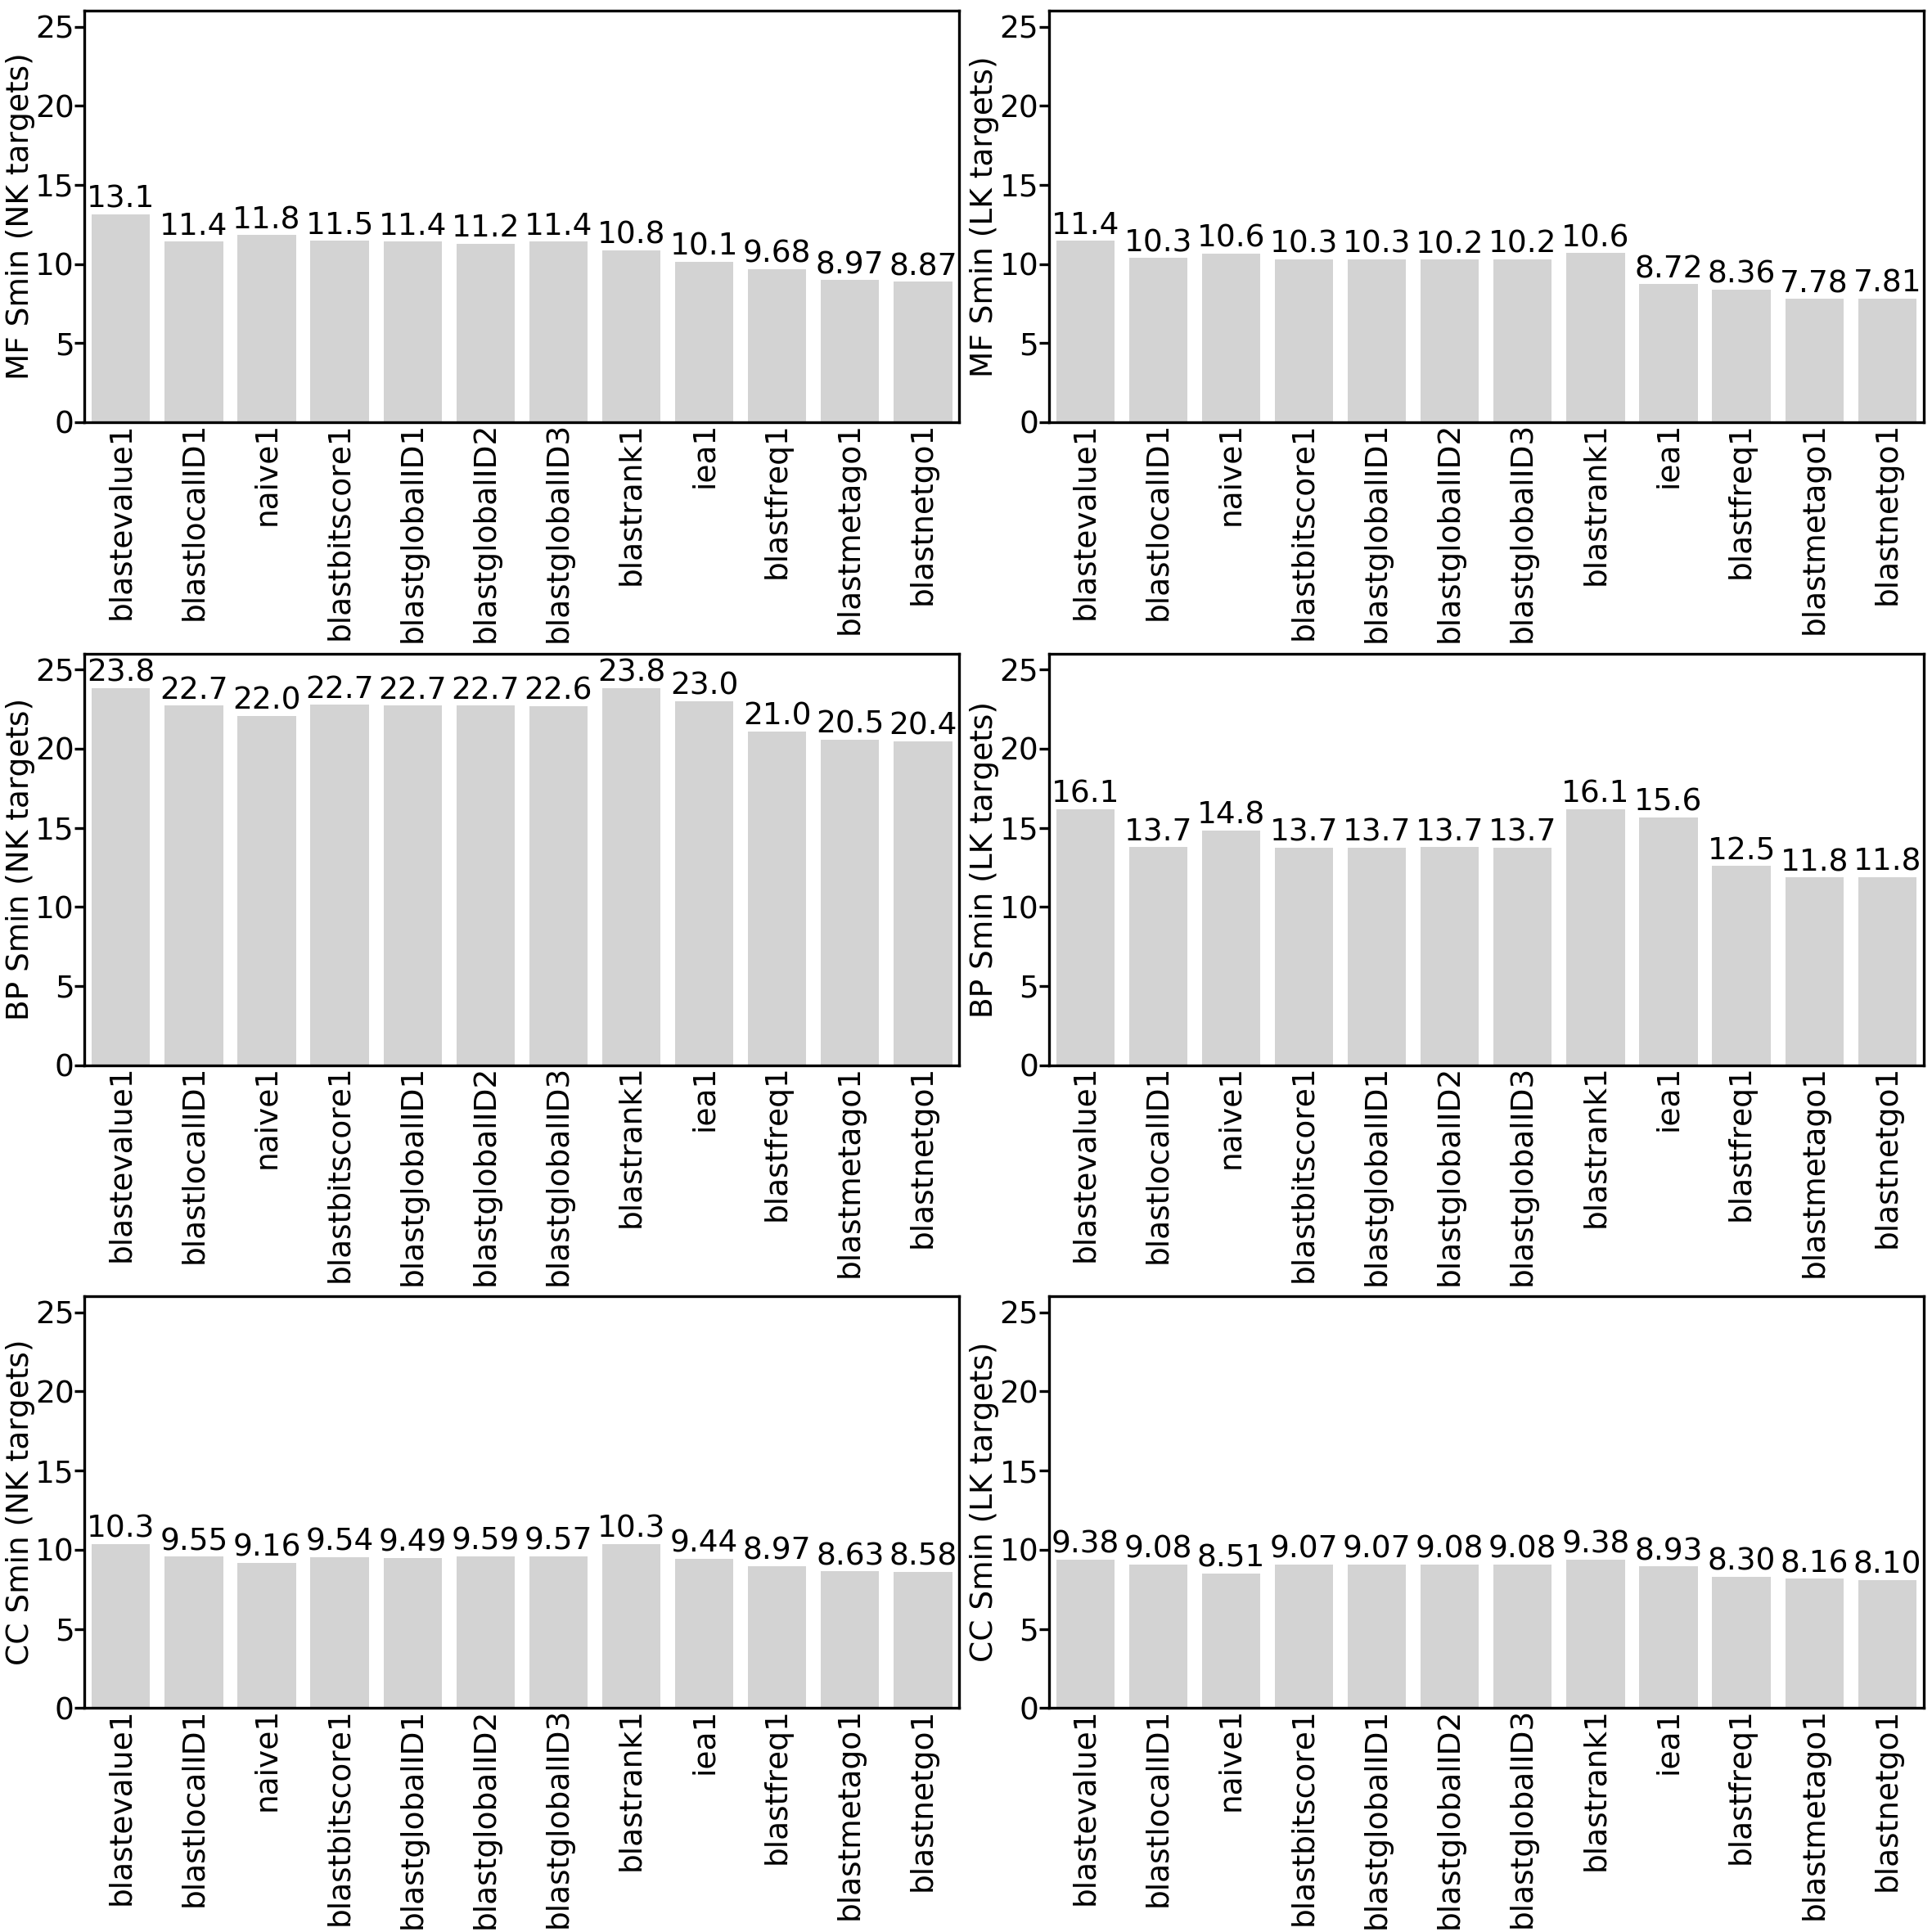 MF Smin (NK targets)
25
20
15
10
5
0
13.1
11.4
11.8
11.5
11.4
11.2
11.4
10.8
10.1
9.68
8.97
8.87
blastevalue1
blastlocalID1
naive1
blastbitscore1
blastglobalID1
blastglobalID2
blastglobalID3
blastrank1
iea1
blastfreq1
blastmetago1
blastnetgo1
MF Smin (LK targets)
25
20
15
10
5
0
11.4
10.3
10.6
10.3
10.3
10.2
10.2
10.6
8.72
8.36
7.78
7.81
blastevalue1
blastlocalID1
naive1
blastbitscore1
blastglobalID1
blastglobalID2
blastglobalID3
blastrank1
iea1
blastfreq1
blastmetago1
blastnetgo1
BP Smin (NK targets)
25
20
15
10
5
0
23.8
22.7
22.0
22.7
22.7
22.7
22.6
23.8
23.0
21.0
20.5
20.4
blastevalue1
blastlocalID1
naive1
blastbitscore1
blastglobalID1
blastglobalID2
blastglobalID3
blastrank1
iea1
blastfreq1
blastmetago1
blastnetgo1
BP Smin (LK targets)
25
20
15
10
5
0
16.1
13.7
14.8
13.7
13.7
13.7
13.7
16.1
15.6
12.5
11.8
11.8
blastevalue1
blastlocalID1
naive1
blastbitscore1
blastglobalID1
blastglobalID2
blastglobalID3
blastrank1
iea1
blastfreq1
blastmetago1
blastnetgo1
CC Smin (NK targets)
25
20
15
10
5
0
10.3
9.55
9.16
9.54
9.49
9.59
9.57
10.3
9.44
8.97
8.63
8.58
blastevalue1
blastlocalID1
naive1
blastbitscore1
blastglobalID1
blastglobalID2
blastglobalID3
blastrank1
iea1
blastfreq1
blastmetago1
blastnetgo1
CC Smin (LK targets)
25
20
15
10
5
0
9.38
9.08
8.51
9.07
9.07
9.08
9.08
9.38
8.93
8.30
8.16
8.10
blastevalue1
blastlocalID1
naive1
blastbitscore1
blastglobalID1
blastglobalID2
blastglobalID3
blastrank1
iea1
blastfreq1
blastmetago1
blastnetgo1